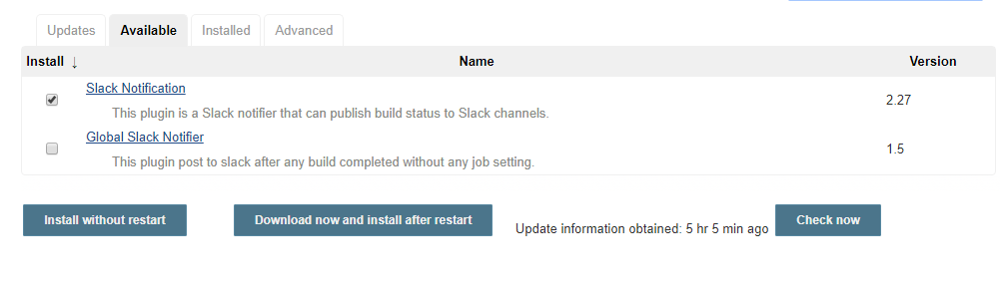 Updates Available Installed Advanced
Install ↓ Name Version
Slack Notification
This plugin is a Slack notifier that can publish build status to Slack channels.
2.27
Global Slack Notifier
This plugin post to slack after any build completed without any job setting.
1.5
Install without restart Download now and install after restart Update information obtained: 5 hr 5 min ago Check now